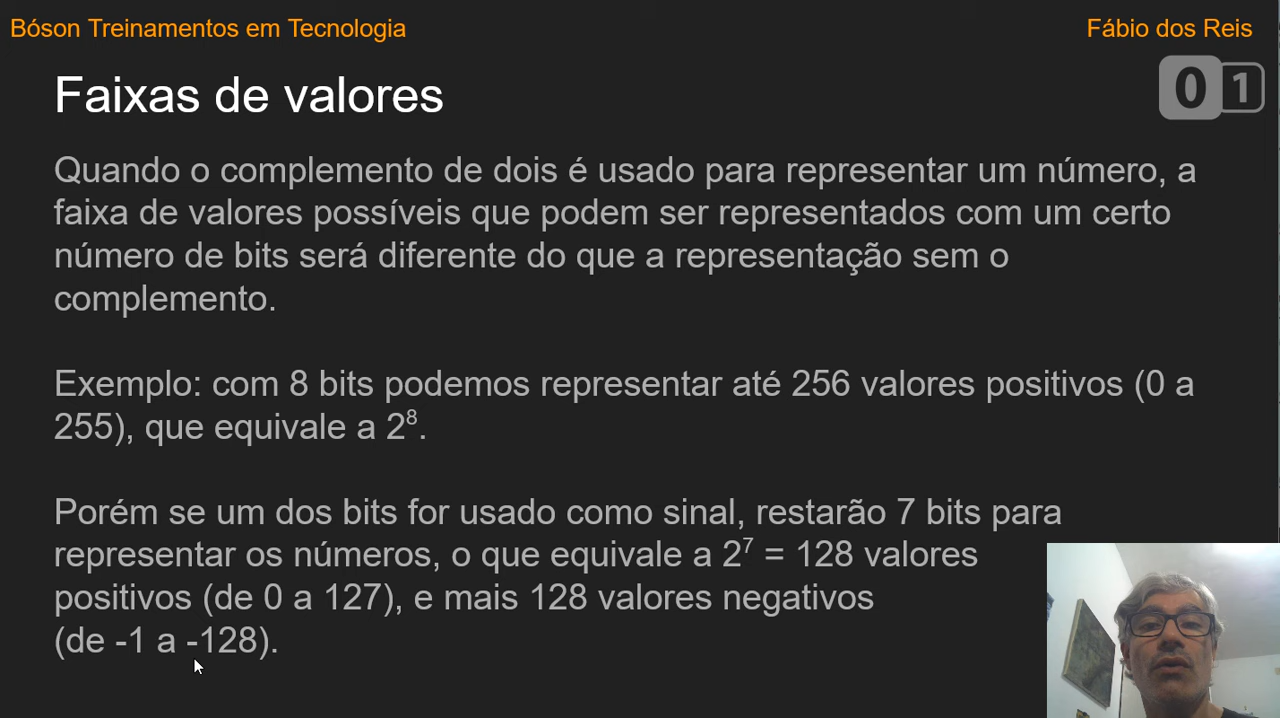 Bóson Treinamentos em Tecnologia
Fábio dos Reis
Faixas de valores
0 1
Quando o complemento de dois é usado para representar um número, a
faixa de valores possíveis que podem ser representados com um certo
número de bits será diferente do que a representação sem o
complemento.
Exemplo: com 8 bits podemos representar até 256 valores positivos (0 a
255), que equivale a 2⁸.
Porém se um dos bits for usado como sinal, restarão 7 bits para
representar os números, o que equivale a 2⁷ = 128 valores
positivos (de 0 a 127), e mais 128 valores negativos
(de -1 a -128).